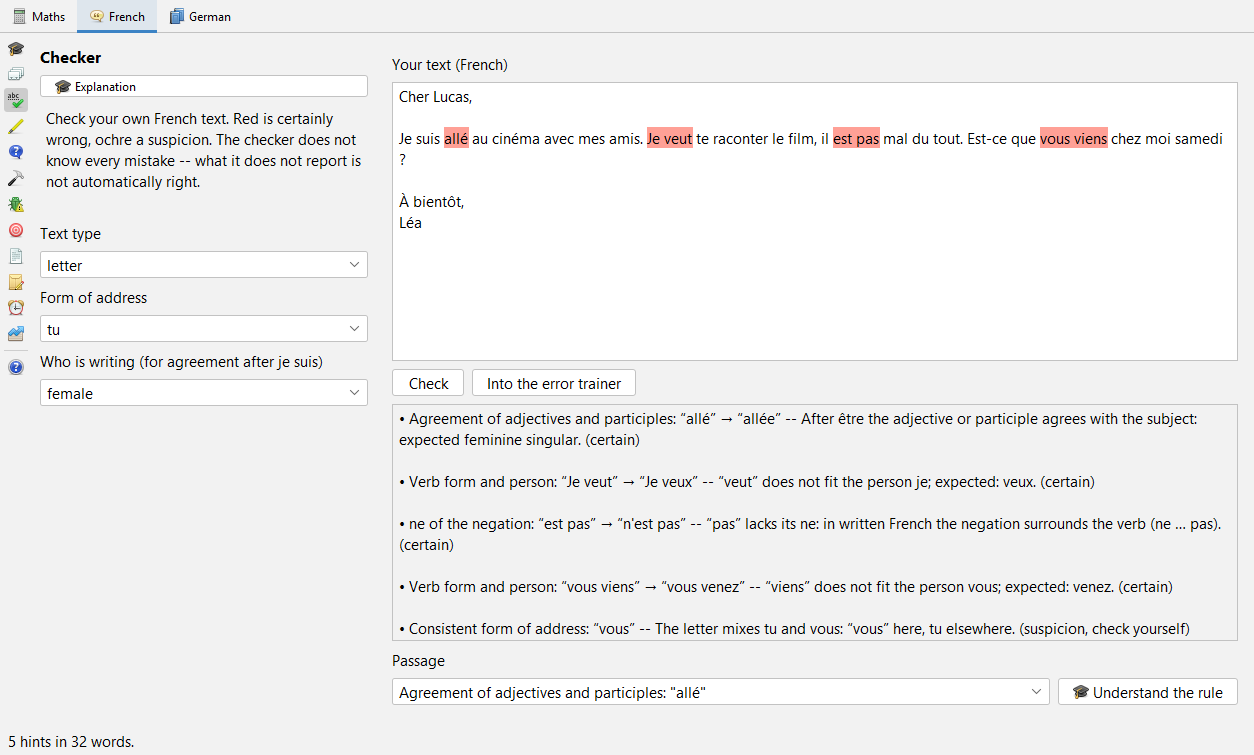 Maths French German
Checker
Explanation
Check your own French text. Red is certainly
wrong, ochre a suspicion. The checker does not
know every mistake -- what it does not report is
not automatically right.
Text type
letter
Form of address
tu
Who is writing (for agreement after je suis)
female
Your text (French)
Cher Lucas,
Je suis allé au cinéma avec mes amis. Je veut te raconter le film, il est pas mal du tout. Est-ce que vous viens chez moi samedi
?
À bientôt,
Léa
Check Into the error trainer
• Agreement of adjectives and participles: “allé” → “allée” -- After être the adjective or participle agrees with the subject:
expected feminine singular. (certain)
• Verb form and person: “Je veut” → “Je veux” -- “veut” does not fit the person je; expected: veux. (certain)
• ne of the negation: “est pas” → “n'est pas” -- “pas” lacks its ne: in written French the negation surrounds the verb (ne ... pas).
(certain)
• Verb form and person: “vous viens” → “vous venez” -- “viens” does not fit the person vous; expected: venez. (certain)
• Consistent form of address: “vous” -- The letter mixes tu and vous: “vous” here, tu elsewhere. (suspicion, check yourself)
Passage
Agreement of adjectives and participles: "allé" Understand the rule
5 hints in 32 words.